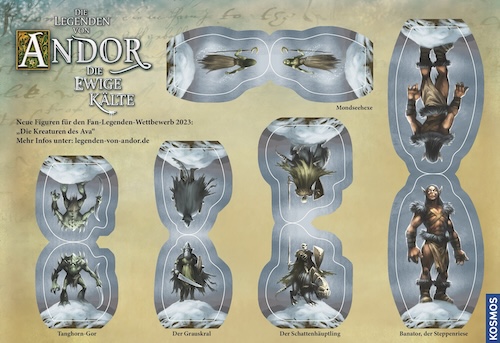 DIE
LEGENDEN
VON
ANDOR
DIE
EWIGE
KÄLTE
Neue Figuren für den Fan-Legenden-Wettbewerb 2023:
„Die Kreaturen des Ava“
Mehr Infos unter: legenden-von-andor.de
Mondseehexe
Tanghorn-Gor
Der Grauskral
Der Schattenhäuptling
Banator, der Steppenriese
KOSMOS